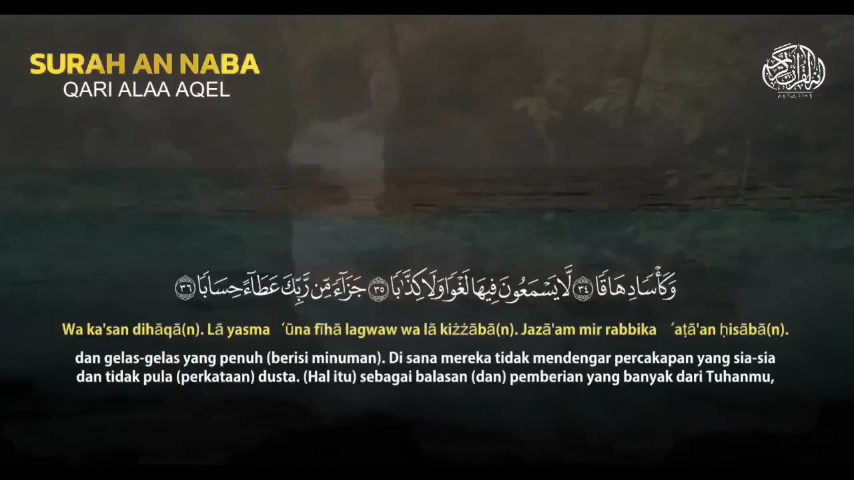 SURAH AN NABA
QARI ALAA AQEL
وَكَأْسًا دِهَاقًا ﴿٣٤﴾ لَّا يَسْمَعُونَ فِيهَا لَغْوًا وَلَا كِذَّٰبًا ﴿٣٥﴾ جَزَآءً مِّن رَّبِّكَ عَطَآءً حِسَابًا ﴿٣٦﴾
Wa ka'san dihāqā(n). Lā yasma ‘ūna fīhā lagwaw wa lā kiżżābā(n). Jazā'am mir rabbika ‘aṭā'an ḥisābā(n).
dan gelas-gelas yang penuh (berisi minuman). Di sana mereka tidak mendengar percakapan yang sia-sia
dan tidak pula (perkataan) dusta. (Hal itu) sebagai balasan (dan) pemberian yang banyak dari Tuhanmu,